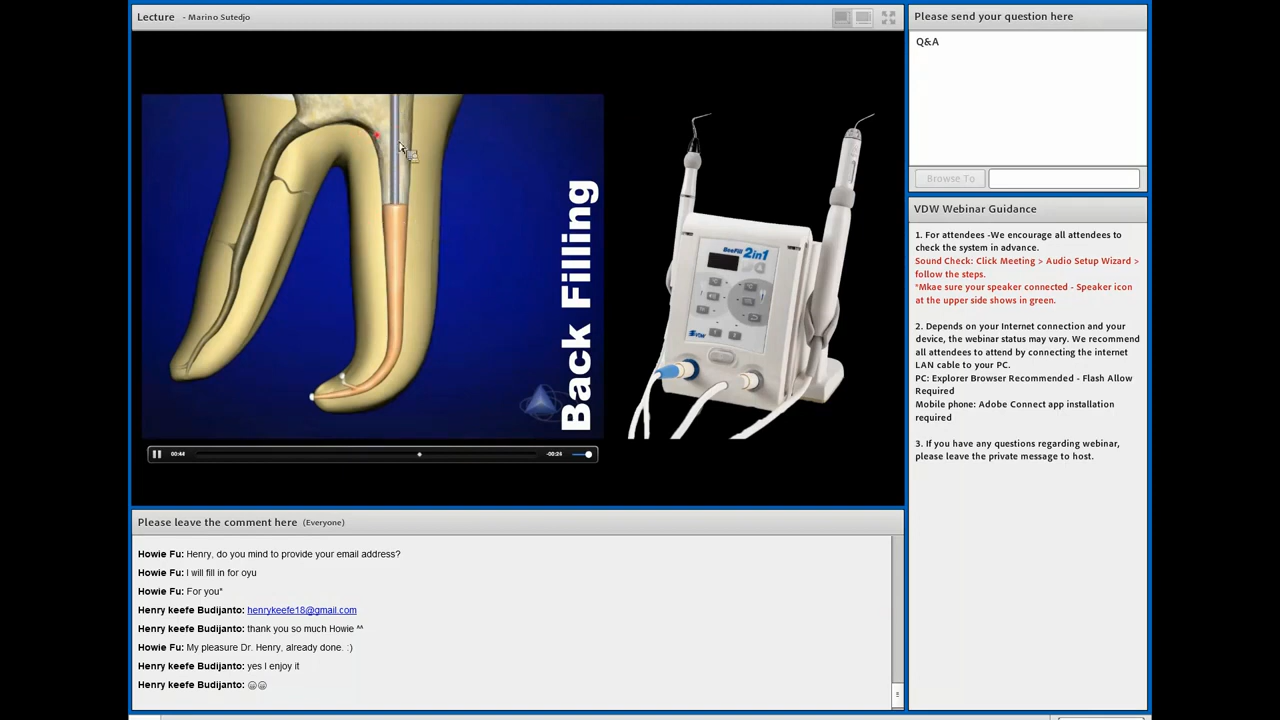 Lecture - Marino Sutedjo
Back Filling
BeeFill 2in1
VDW
00:44
-00:24
Please send your question here
Q&A
Browse To
VDW Webinar Guidance
1. For attendees -We encourage all attendees to
check the system in advance.
Sound Check: Click Meeting > Audio Setup Wizard >
follow the steps.
*Mkae sure your speaker connected - Speaker icon
at the upper side shows in green.
2. Depends on your Internet connection and your
device, the webinar status may vary. We recommend
all attendees to attend by connecting the internet
LAN cable to your PC.
PC: Explorer Browser Recommended - Flash Allow
Required
Mobile phone: Adobe Connect app installation
required
3. If you have any questions regarding webinar,
please leave the private message to host.
Please leave the comment here (Everyone)
Howie Fu: Henry, do you mind to provide your email address?
Howie Fu: I will fill in for oyu
Howie Fu: For you*
Henry keefe Budijanto: henrykeefe18@gmail.com
Henry keefe Budijanto: thank you so much Howie ^^
Howie Fu: My pleasure Dr. Henry, already done. :)
Henry keefe Budijanto: yes I enjoy it
Henry keefe Budijanto: 😄😄